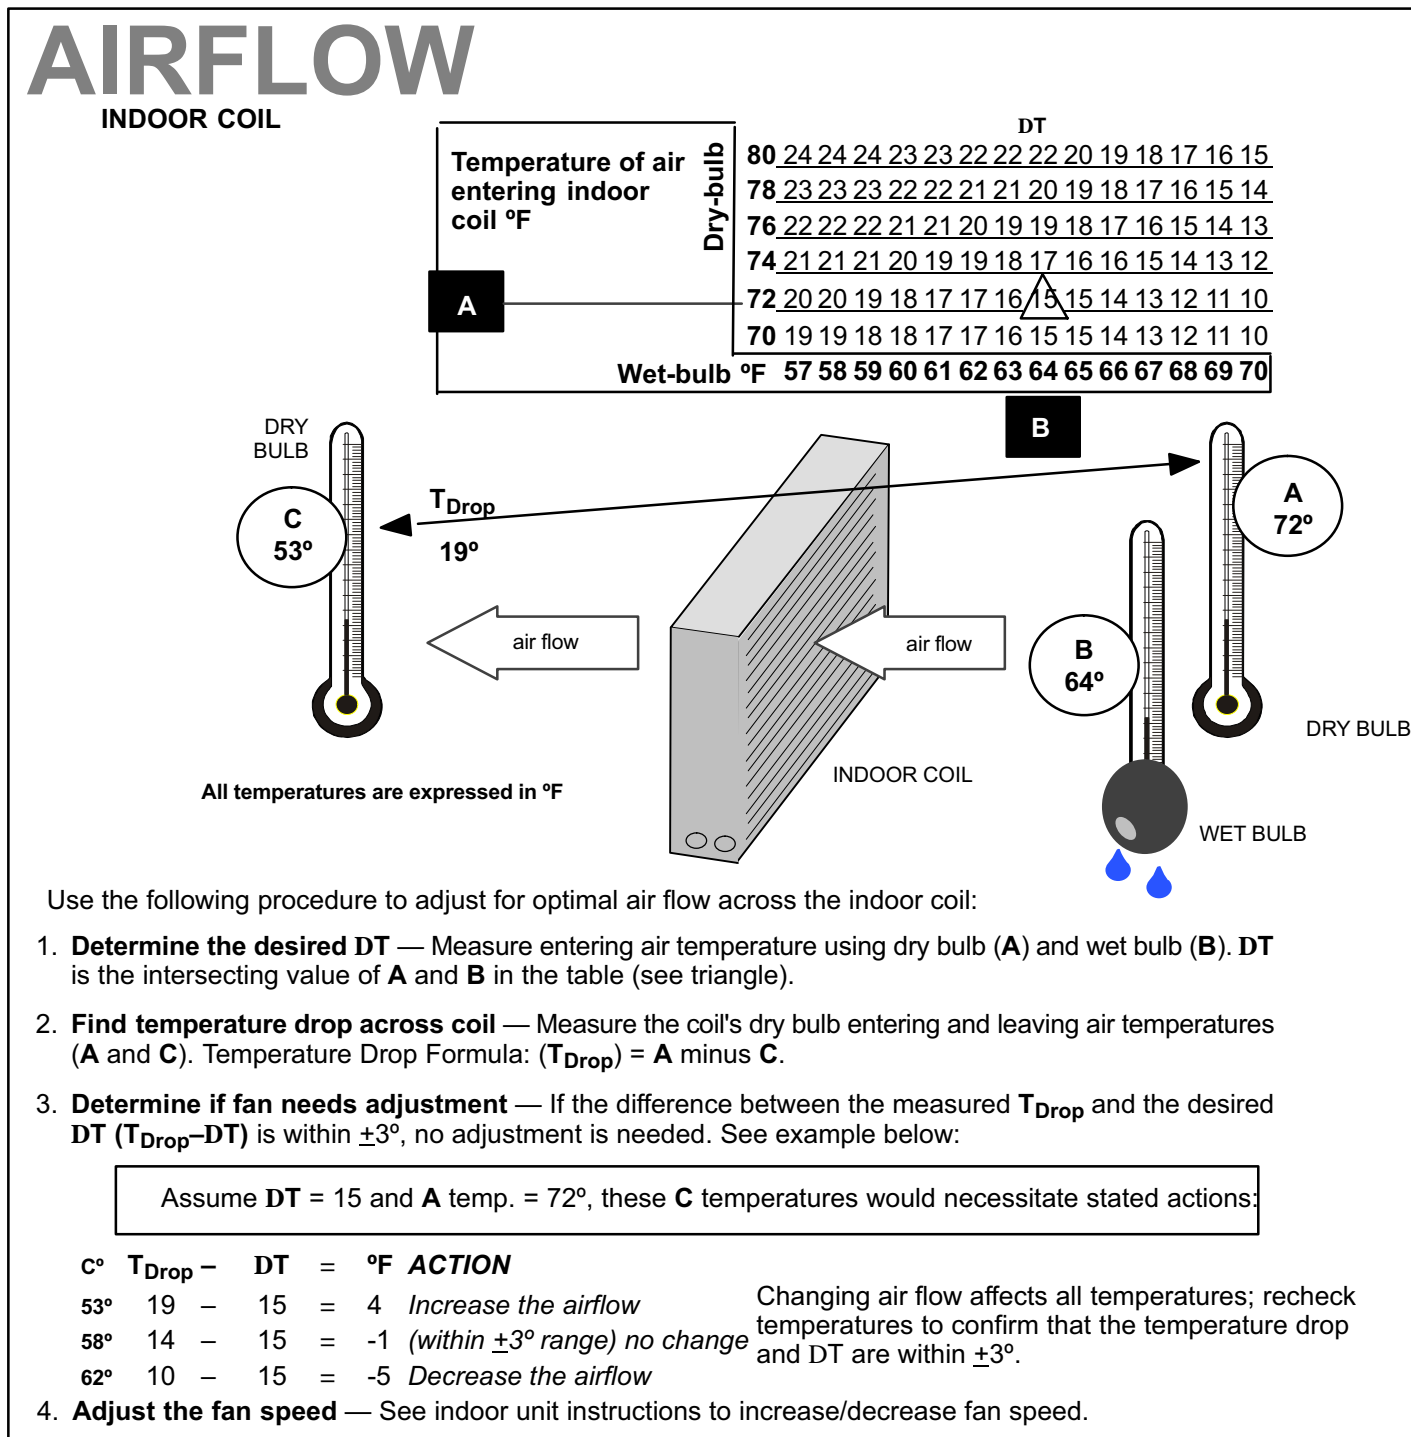 AIRFLOW
INDOOR COIL
DT
Temperature of air
entering indoor
coil ºF
Dry-bulb
80 24 24 24 23 23 22 22 22 20 19 18 17 16 15
78 23 23 23 22 22 21 21 20 19 18 17 16 15 14
76 22 22 22 21 21 20 19 19 18 17 16 15 14 13
74 21 21 21 20 19 19 18 17 16 16 15 14 13 12
A
72 20 20 19 18 17 17 16 15 15 14 13 12 11 10
70 19 19 18 18 17 17 16 15 15 14 13 12 11 10
Wet-bulb ºF 57 58 59 60 61 62 63 64 65 66 67 68 69 70
B
DRY
BULB
C
53º
TDrop
19º
A
72º
air flow
air flow
B
64º
DRY BULB
INDOOR COIL
All temperatures are expressed in ºF
WET BULB
Use the following procedure to adjust for optimal air flow across the indoor coil:
1. Determine the desired DT — Measure entering air temperature using dry bulb (A) and wet bulb (B). DT
is the intersecting value of A and B in the table (see triangle).
2. Find temperature drop across coil — Measure the coil's dry bulb entering and leaving air temperatures
(A and C). Temperature Drop Formula: (TDrop) = A minus C.
3. Determine if fan needs adjustment — If the difference between the measured TDrop and the desired
DT (TDrop–DT) is within ±3º, no adjustment is needed. See example below:
Assume DT = 15 and A temp. = 72º, these C temperatures would necessitate stated actions:
Cº TDrop – DT = ºF ACTION
53º 19 – 15 = 4 Increase the airflow
58º 14 – 15 = -1 (within ±3º range) no change
62º 10 – 15 = -5 Decrease the airflow
Changing air flow affects all temperatures; recheck
temperatures to confirm that the temperature drop
and DT are within ±3º.
4. Adjust the fan speed — See indoor unit instructions to increase/decrease fan speed.